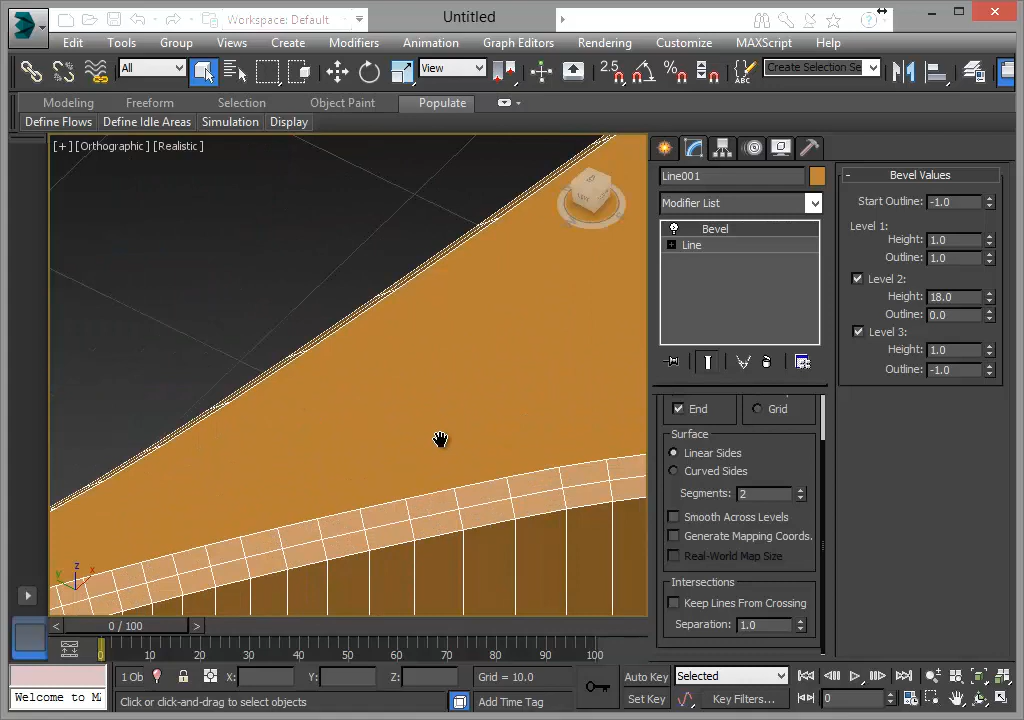 Workspace: Default
Untitled
Edit Tools Group Views Create Modifiers Animation Graph Editors Rendering Customize MAXScript Help
All
View
2.5
ABC
Create Selection Se
Modeling Freeform Selection Object Paint Populate
Define Flows Define Idle Areas Simulation Display
[+] [Orthographic] [Realistic]
Line001
Modifier List
Bevel
Line
Bevel Values
Start Outline: -1.0
Level 1:
Height: 1.0
Outline: 1.0
Level 2:
Height: 18.0
Outline: 0.0
Level 3:
Height: 1.0
Outline: -1.0
End Grid
Surface
Linear Sides
Curved Sides
Segments: 2
Smooth Across Levels
Generate Mapping Coords.
Real-World Map Size
Intersections
Keep Lines From Crossing
Separation: 1.0
z
y x
0 / 100
0 10 20 30 40 50 60 70 80 90 100
1 Ob X: Y: Z: Grid = 10.0 Auto Key Selected
Welcome to Ma Click or click-and-drag to select objects Add Time Tag Set Key Key Filters... 0